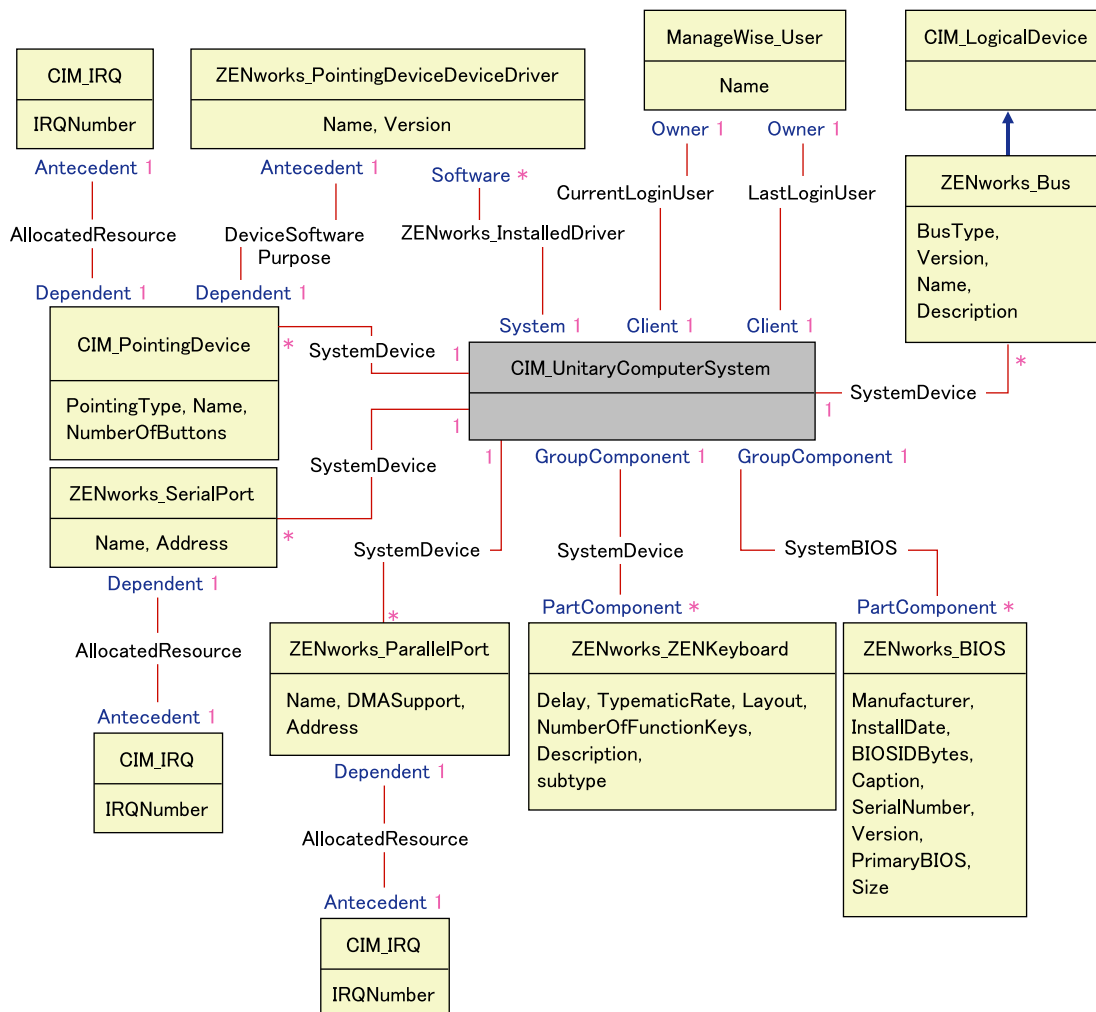 CIM_IRQ
IRQNumber
ZENworks_PointingDeviceDeviceDriver
Name, Version
ManageWise_User
Name
CIM_LogicalDevice
Antecedent 1
Antecedent 1
Software *
Owner 1
Owner 1
AllocatedResource
DeviceSoftware
Purpose
ZENworks_InstalledDriver
CurrentLoginUser
LastLoginUser
ZENworks_Bus
BusType,
Version,
Name,
Description
*
Dependent 1
Dependent 1
System 1
Client 1
Client 1
CIM_PointingDevice
PointingType, Name,
NumberOfButtons
*
SystemDevice
1
CIM_UnitaryComputerSystem
1
SystemDevice
1
SystemDevice
1
ZENworks_SerialPort
Name, Address
*
GroupComponent 1
GroupComponent 1
SystemDevice
SystemDevice
SystemBIOS
Dependent 1
AllocatedResource
Antecedent 1
CIM_IRQ
IRQNumber
*
ZENworks_ParallelPort
Name, DMASupport,
Address
Dependent 1
AllocatedResource
Antecedent 1
CIM_IRQ
IRQNumber
PartComponent *
ZENworks_ZENKeyboard
Delay, TypematicRate, Layout,
NumberOfFunctionKeys,
Description,
subtype
PartComponent *
ZENworks_BIOS
Manufacturer,
InstallDate,
BIOSIDBytes,
Caption,
SerialNumber,
Version,
PrimaryBIOS,
Size